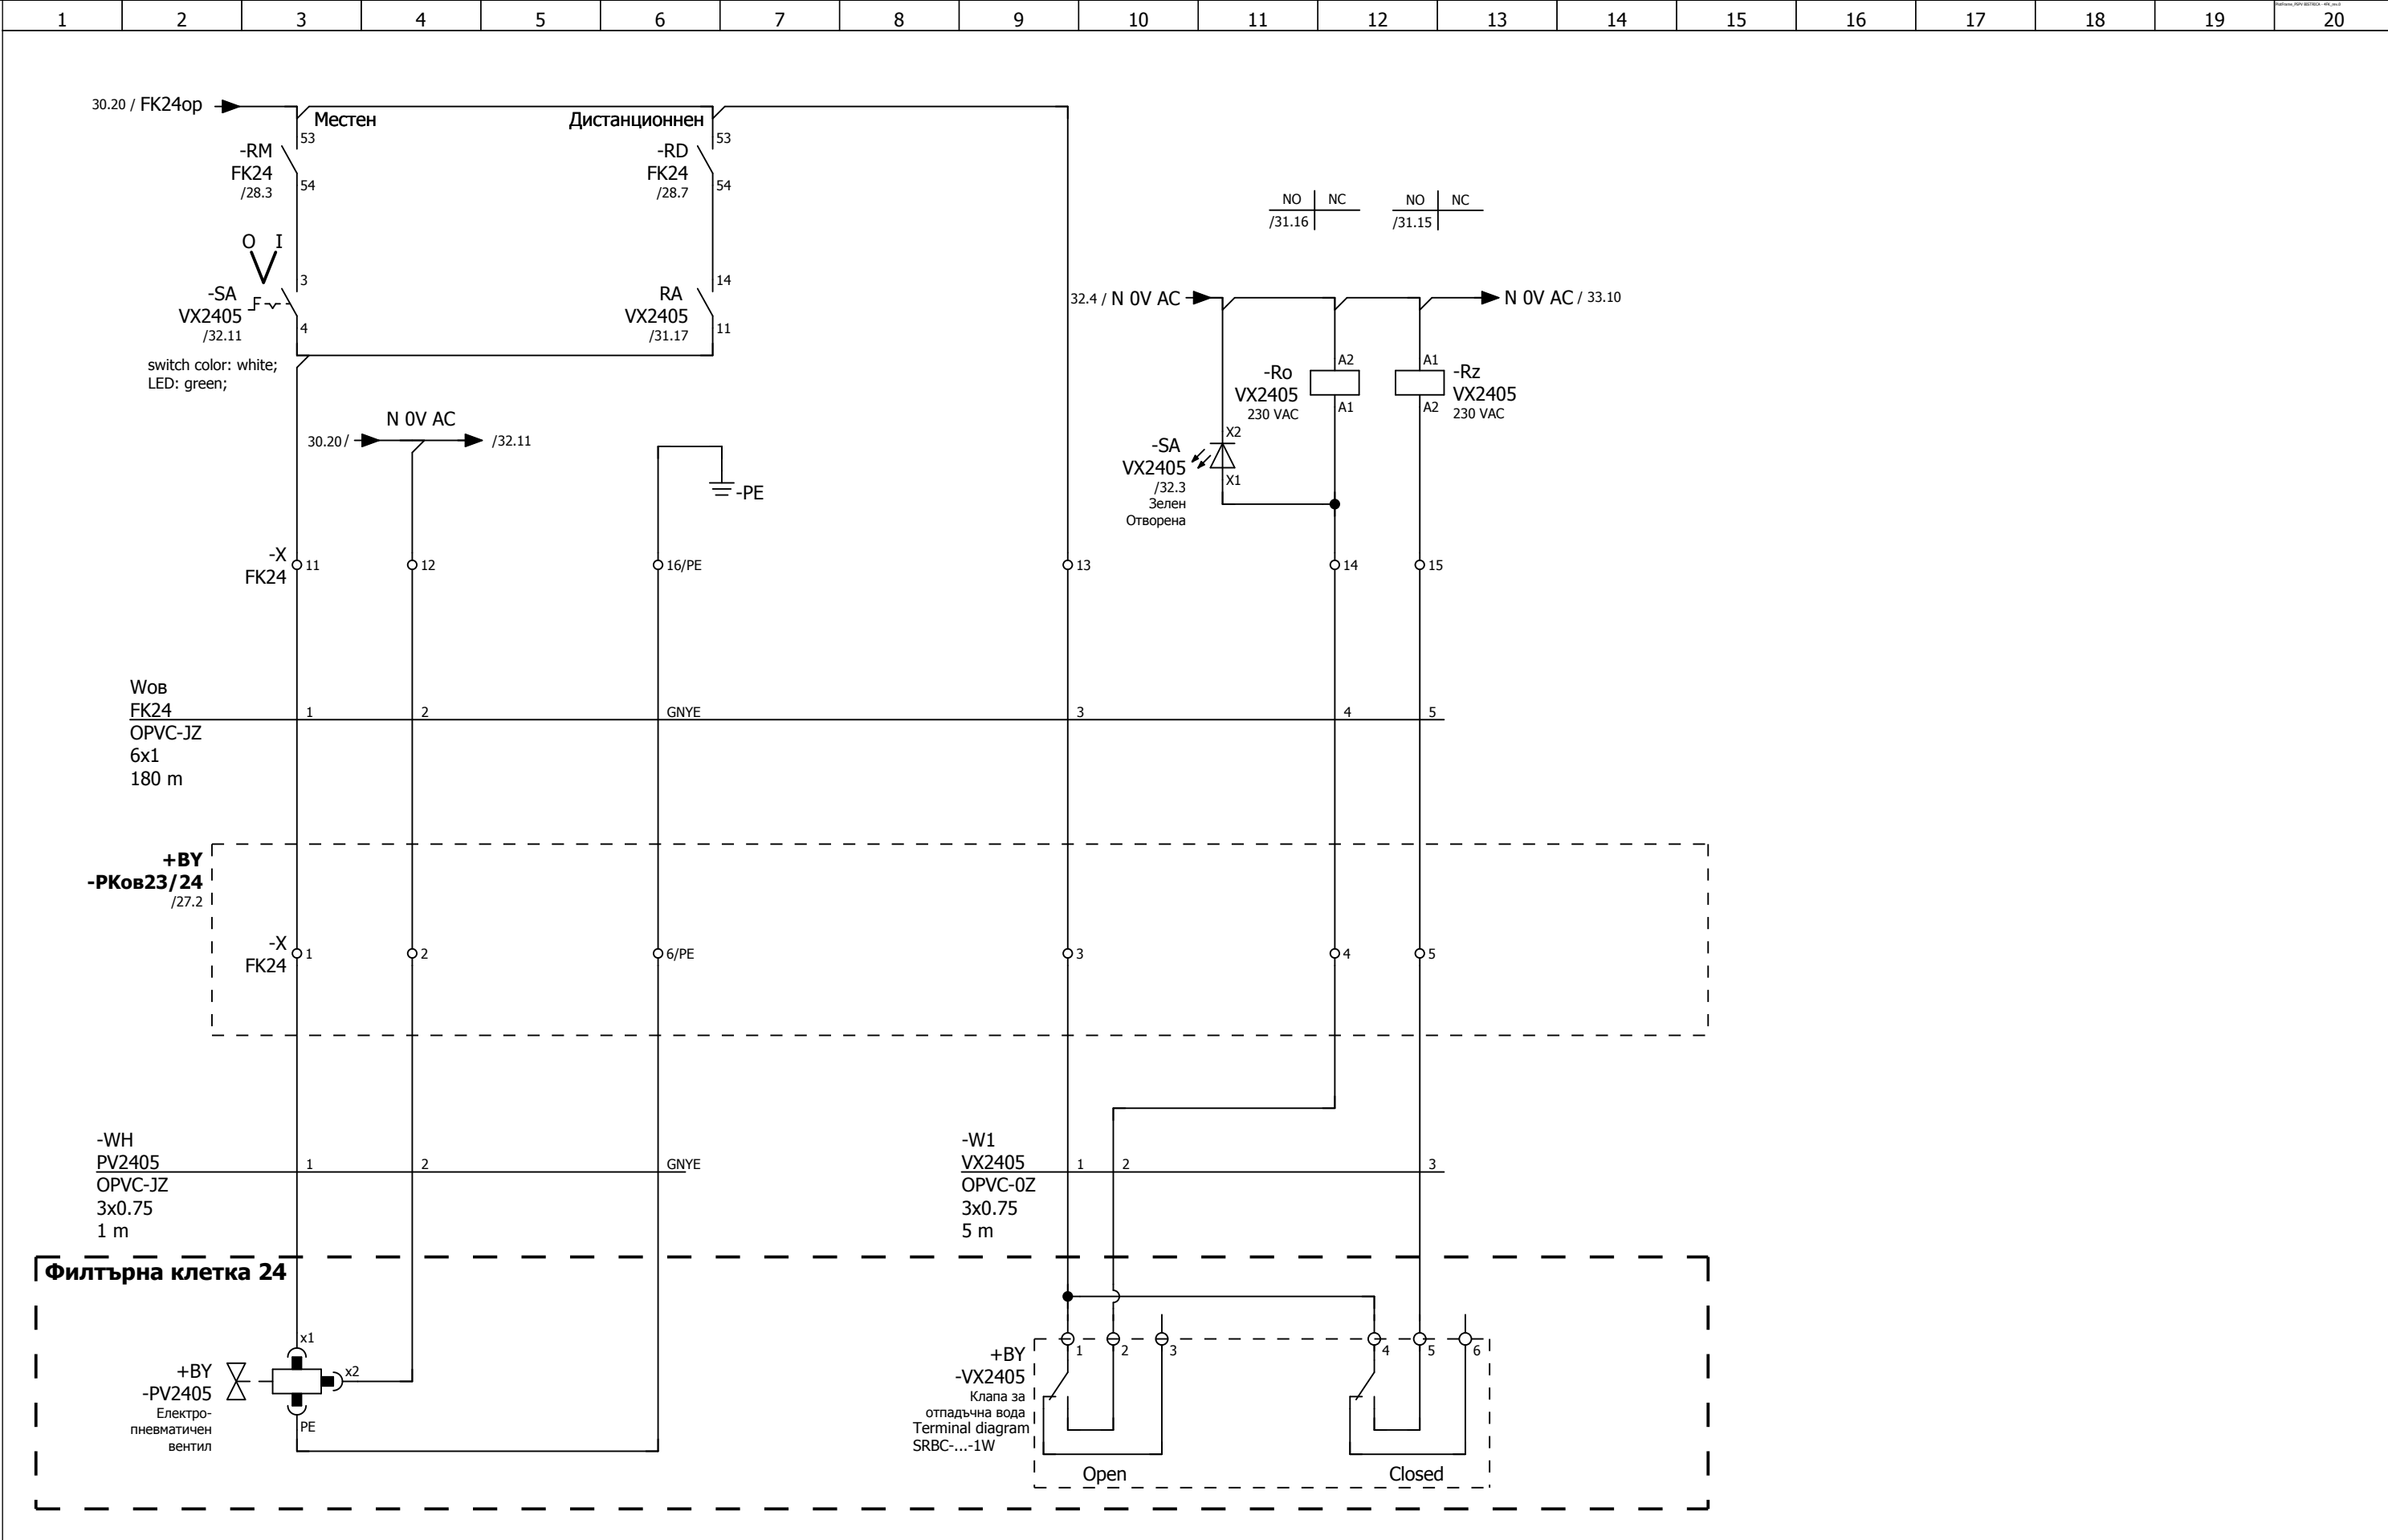 1 2 3 4 5 6 7 8 9 10 11 12 13 14 15 16 17 18 19 20
30.20 / FK24op
Местен
Дистанционнен
53
53
-RM
FK24
/28.3
54
-RD
FK24
/28.7
54
NO NC
/31.16
NO NC
/31.15
O I
3
-SA
VX2405
/32.11
4
14
RA
VX2405
/31.17
11
switch color: white;
LED: green;
32.4 / N 0V AC
N 0V AC / 33.10
A2
-Ro
VX2405
230 VAC
A1
A1
-Rz
VX2405
230 VAC
A2
N 0V AC
30.20/
/32.11
-PE
X2
-SA
VX2405
/32.3
Зелен
Отворена
X1
-X
FK24
11
12
16/PE
13
14
15
Wов
FK24
OPVC-JZ
6x1
180 m
1
2
GNYE
3
4
5
+BY
-РКов23/24
/27.2
-X
FK24
1
2
6/PE
3
4
5
-WH
PV2405
OPVC-JZ
3x0.75
1 m
1
2
GNYE
-W1
VX2405
OPVC-0Z
3x0.75
5 m
1
2
3
Филтърна клетка 24
x1
x2
PE
+BY
-PV2405
Електро-
пневматичен
вентил
+BY
-VX2405
Клапа за
отпадъчна вода
Terminal diagram
SRBC-...-1W
1
2
3
4
5
6
Open
Closed